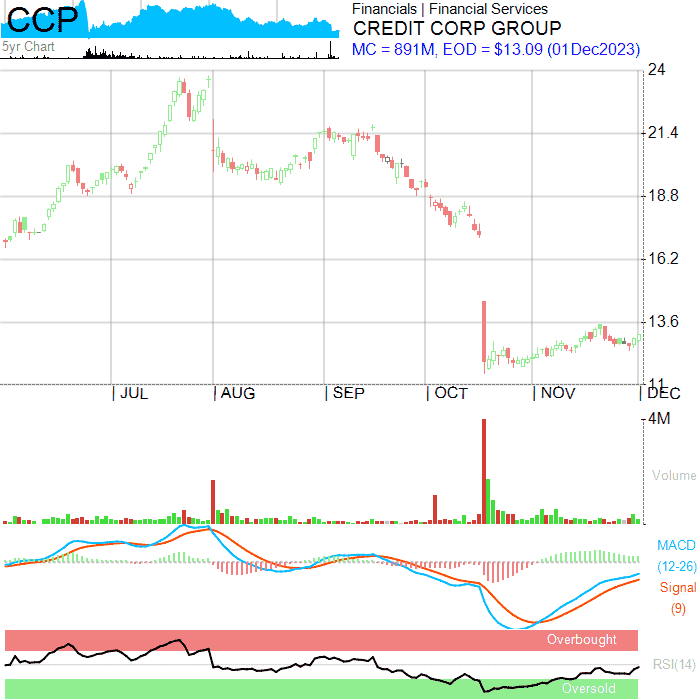 CCP
5yr Chart
Financials | Financial Services
CREDIT CORP GROUP
MC = 891M, EOD = $13.09 (01Dec2023)
24
21.4
18.8
16.2
13.6
11
| JUL | AUG | SEP | OCT | NOV | DEC
4M
Volume
MACD
(12-26)
Signal
(9)
Overbought
RSI(14)
Oversold